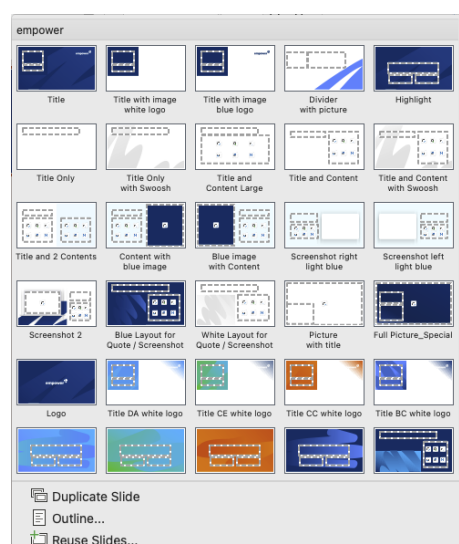 empower
Title
Title with image
white logo
Title with image
blue logo
Divider
with picture
Highlight
Title Only
Title Only
with Swoosh
Title and
Content Large
Title and Content
Title and Content
with Swoosh
Title and 2 Contents
Content with
blue image
Blue image
with Content
Screenshot right
light blue
Screenshot left
light blue
Screenshot 2
Blue Layout for
Quote / Screenshot
White Layout for
Quote / Screenshot
Picture
with title
Full Picture_Special
empower
Logo
Title DA white logo
Title CE white logo
Title CC white logo
Title BC white logo
Duplicate Slide
Outline...
Reuse Slides...